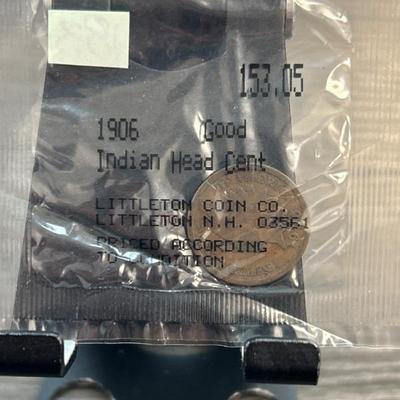 153.05
1906 Good
Indian Head Cent
LITTLETON COIN CO.
LITTLETON N.H. 03561
PRICED ACCORDING
TO CONDITION